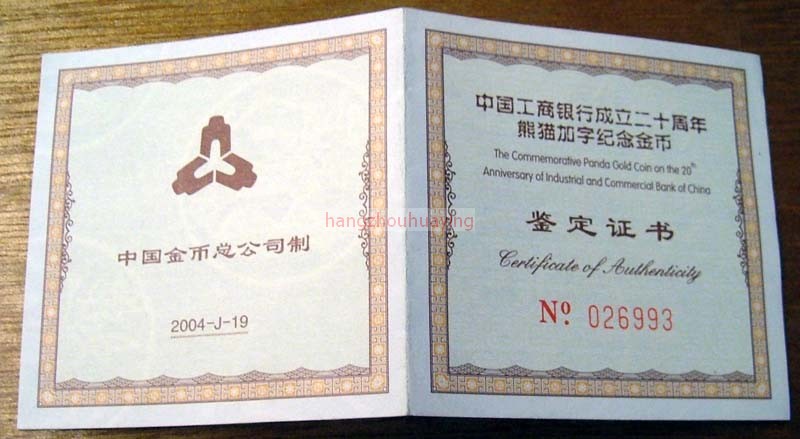 中国金币总公司制
2004-J-19
中国工商银行成立二十周年
熊猫加字纪念金币
The Commemorative Panda Gold Coin on the 20th
Anniversary of Industrial and Commercial Bank of China
鉴定证书
Certificate of Authenticity
Nº 026993